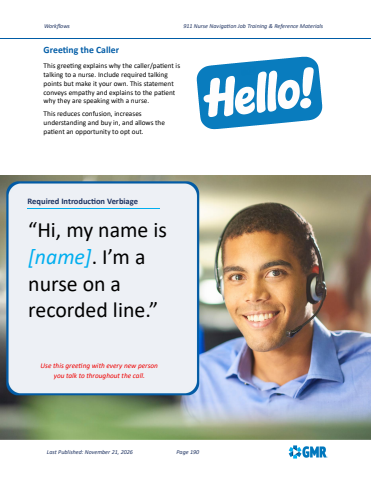 Workflows 911 Nurse Navigation Job Training & Reference Materials
Greeting the Caller
This greeting explains why the caller/patient is
talking to a nurse. Include required talking
points but make it your own. This statement
conveys empathy and explains to the patient
why they are speaking with a nurse.
This reduces confusion, increases
understanding and buy in, and allows the
patient an opportunity to opt out.
Hello!
Required Introduction Verbiage
“Hi, my name is
[name]. I’m a
nurse on a
recorded line.”
Use this greeting with every new person
you talk to throughout the call.
Last Published: November 21, 2026 Page 190
GMR